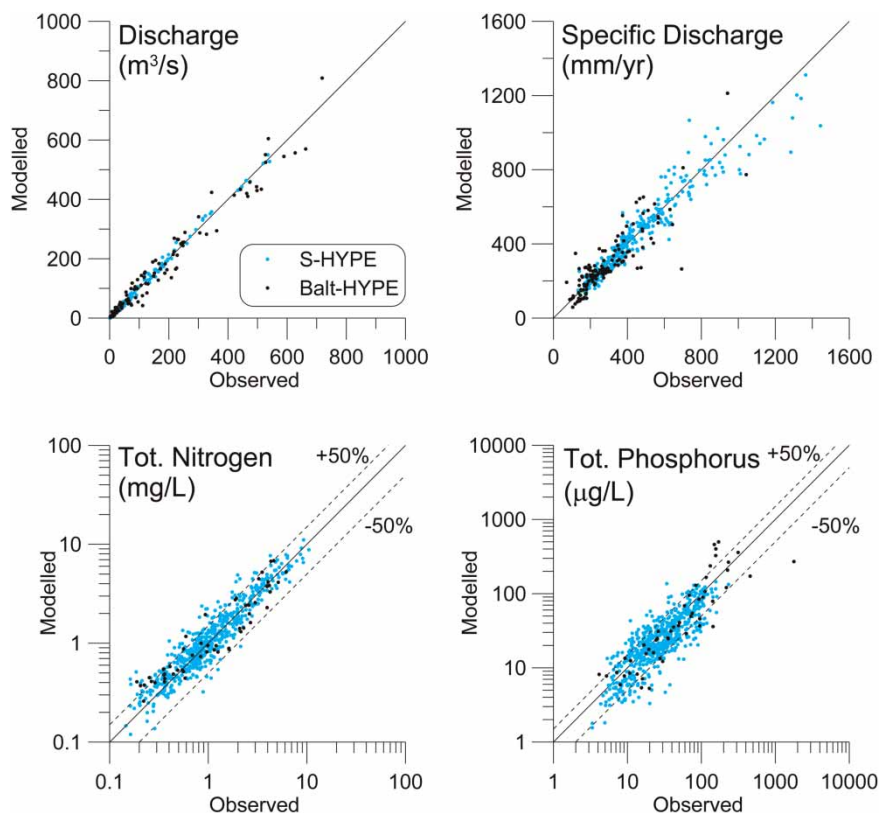 Discharge
(m³/s)
1000
800
600
400
200
0
Modelled
S-HYPE
Balt-HYPE
0 200 400 600 800 1000
Observed
Specific Discharge
(mm/yr)
1600
1200
800
400
0
Modelled
0 400 800 1200 1600
Observed
Tot. Nitrogen
(mg/L)
+50%
-50%
100
10
1
0.1
Modelled
0.1 1 10 100
Observed
Tot. Phosphorus
(µg/L)
+50%
-50%
10000
1000
100
10
1
Modelled
1 10 100 1000 10000
Observed